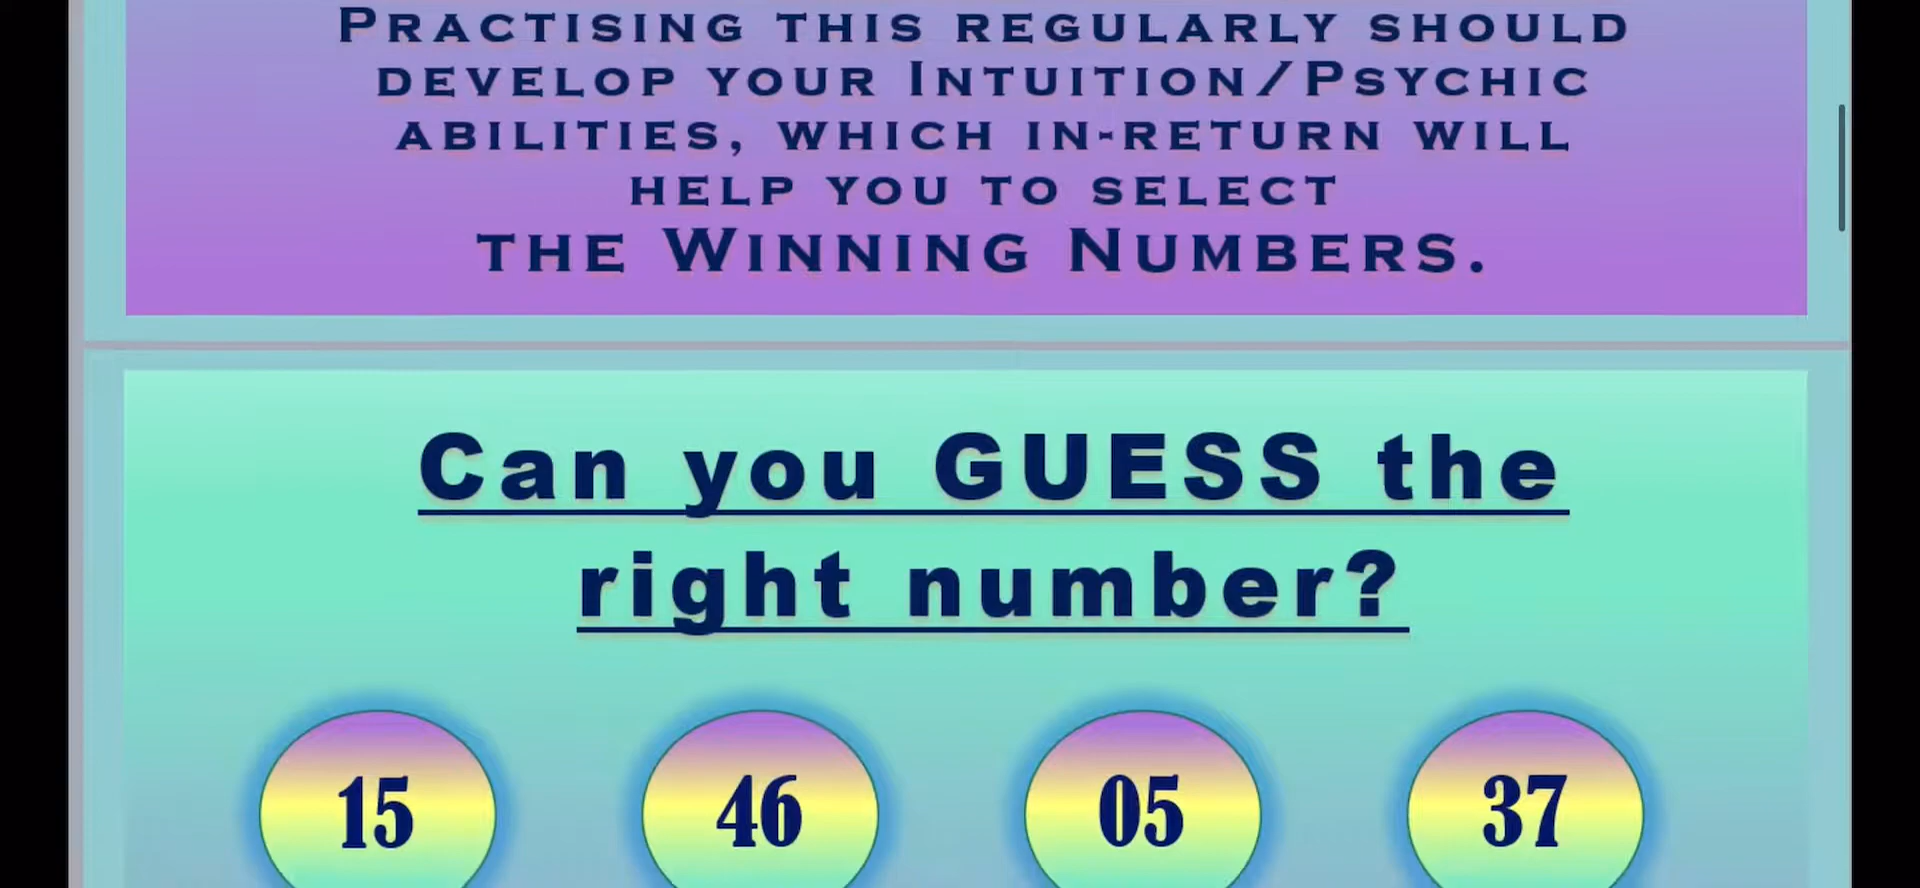 Practising this regularly should
develop your Intuition/Psychic
abilities, which in-return will
help you to select
the Winning Numbers.
Can you GUESS the
right number?
15 46 05 37